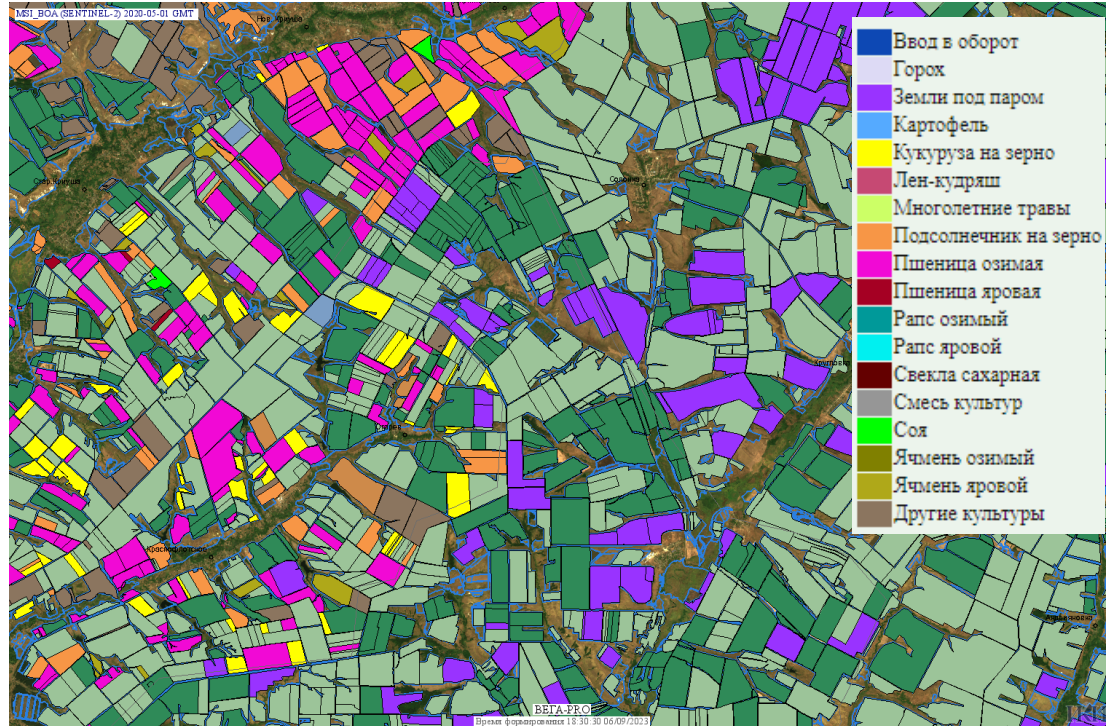 MSI_BOA (SENTINEL-2) 2020-05-01 GMT
Ввод в оборот
Горох
Земли под паром
Картофель
Кукуруза на зерно
Лен-кудряш
Многолетние травы
Подсолнечник на зерно
Пшеница озимая
Пшеница яровая
Рапс озимый
Рапс яровой
Свекла сахарная
Смесь культур
Соя
Ячмень озимый
Ячмень яровой
Другие культуры
Краснофлотское
ВЕГА-PRO
Время формирования 18:30:30 06/09/2023